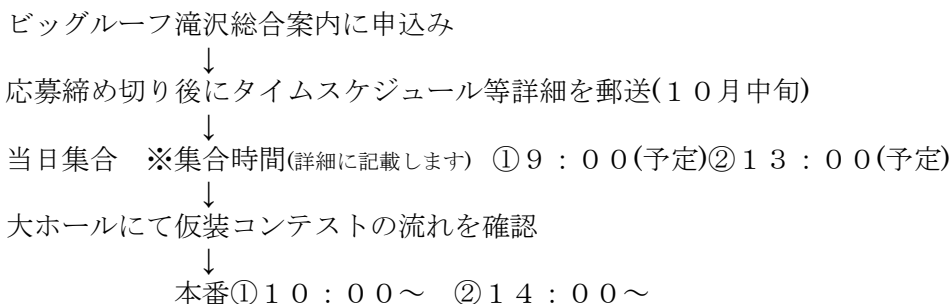 ビッグルーフ滝沢総合案内に申込み
↓
応募締め切り後にタイムスケジュール等詳細を郵送(１０月中旬)
↓
当日集合　※集合時間(詳細に記載します)　①９：００(予定)②１３：００(予定)
↓
大ホールにて仮装コンテストの流れを確認
↓
本番①１０：００～　②１４：００～